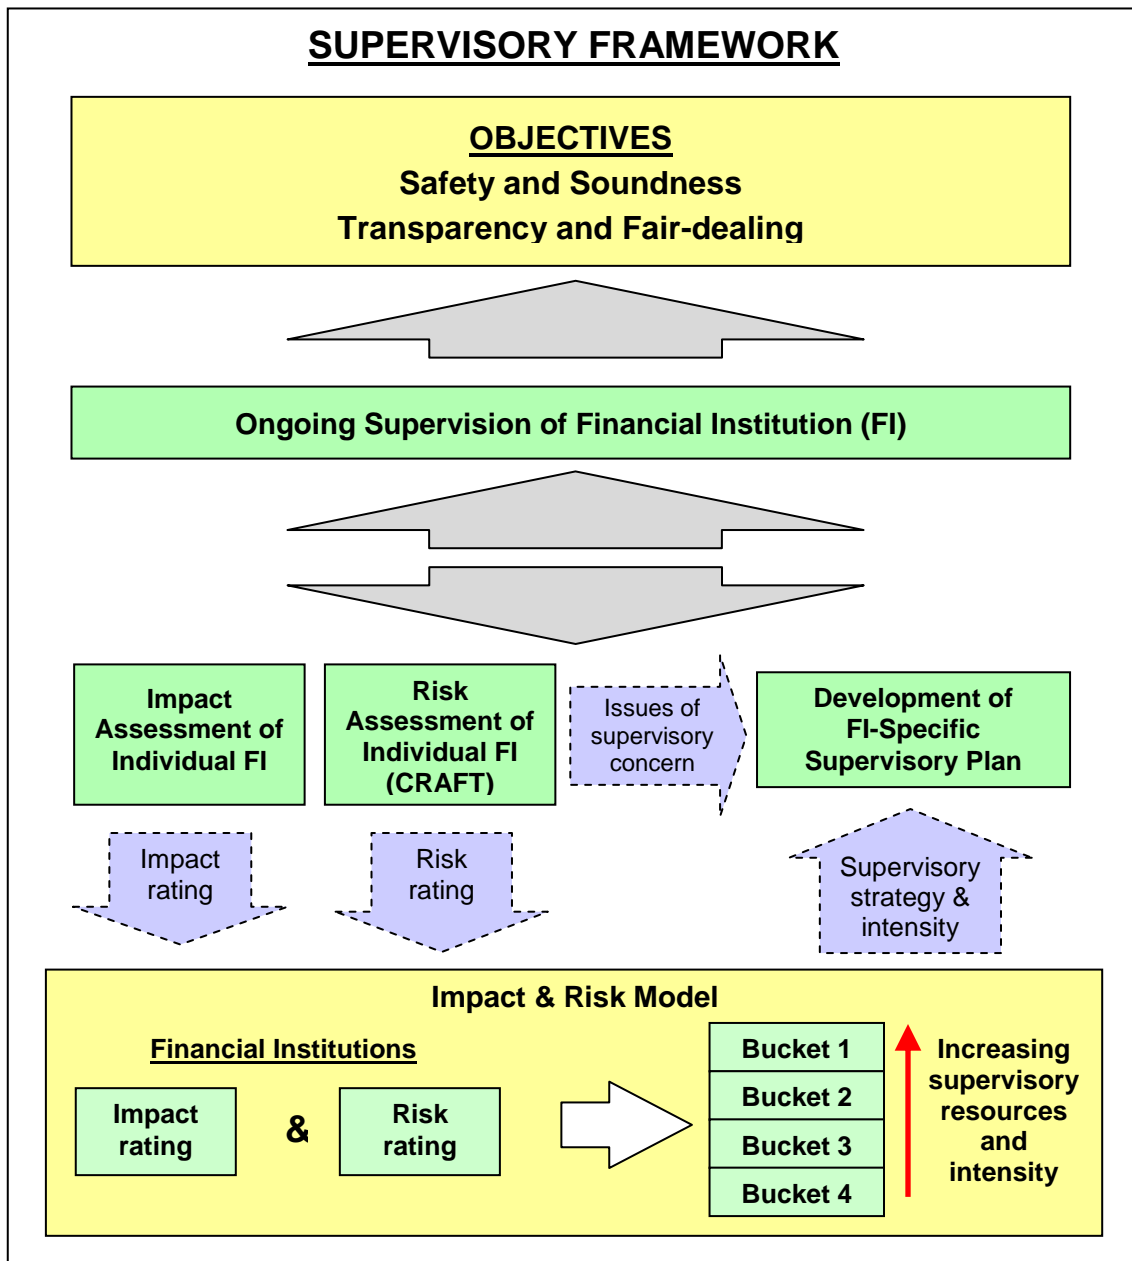 SUPERVISORY FRAMEWORK
OBJECTIVES
Safety and Soundness
Transparency and Fair-dealing
Ongoing Supervision of Financial Institution (FI)
Impact
Assessment of
Individual FI
Risk
Assessment of
Individual FI
(CRAFT)
Issues of
supervisory
concern
Development of
FI-Specific
Supervisory Plan
Impact
rating
Risk
rating
Supervisory
strategy &
intensity
Impact & Risk Model
Financial Institutions
Impact
rating
&
Risk
rating
Bucket 1
Bucket 2
Bucket 3
Bucket 4
Increasing
supervisory
resources
and
intensity